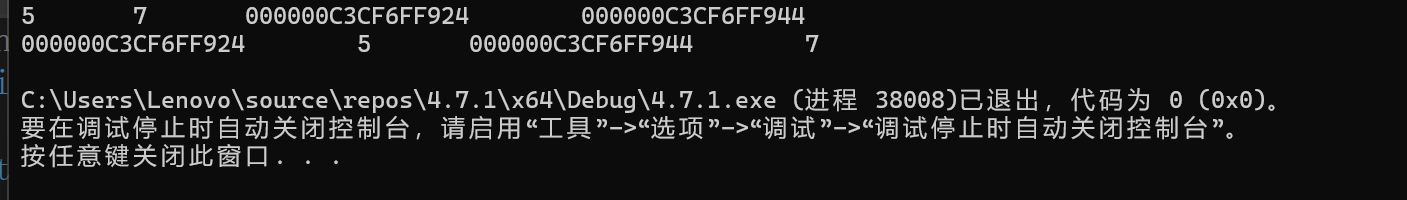 5 7 000000C3CF6FF924 000000C3CF6FF944
000000C3CF6FF924 5 000000C3CF6FF944 7
C:\Users\Lenovo\source\repos\4.7.1\x64\Debug\4.7.1.exe (进程 38008)已退出，代码为 0 (0x0)。
要在调试停止时自动关闭控制台，请启用“工具”->“选项”->“调试”->“调试停止时自动关闭控制台”。
按任意键关闭此窗口. . .